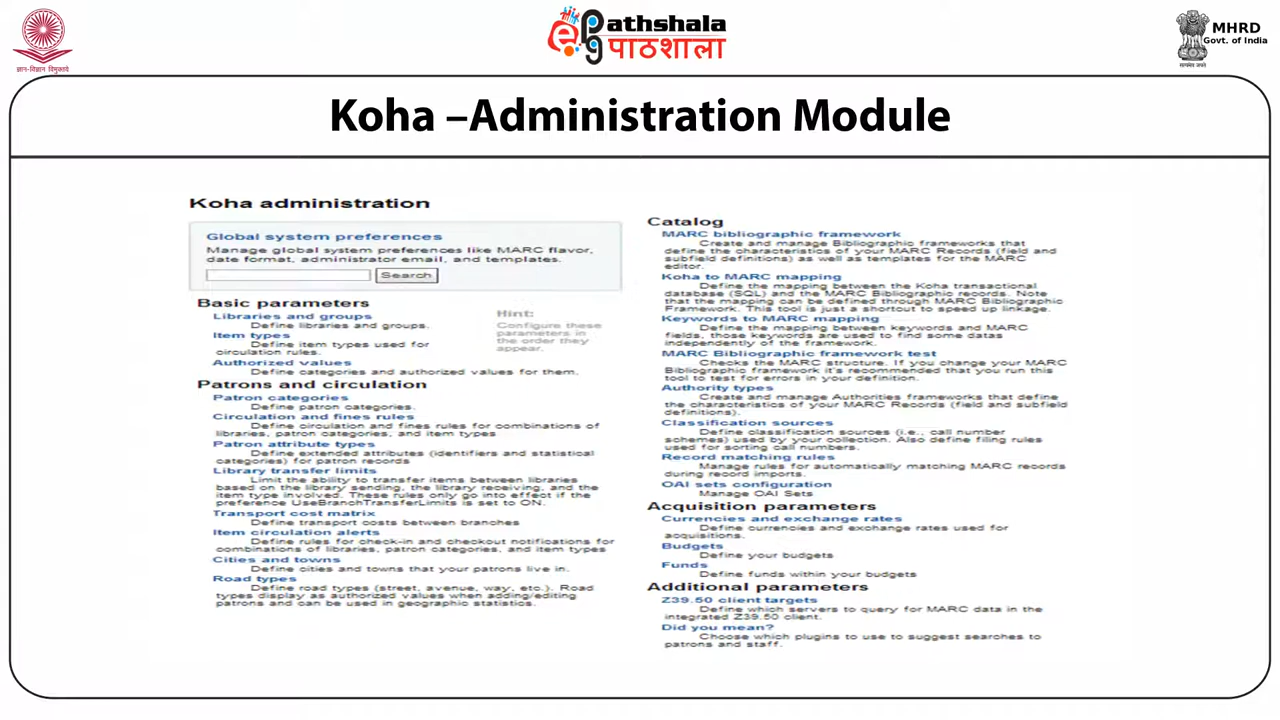 ज्ञान-विज्ञान विमुक्तये
ePG Pathshala
पाठशाला
सत्यमेव जयते
MHRD
Govt. of India
Koha –Administration Module
Koha administration
Global system preferences
Manage global system preferences like MARC flavor,
date format, administrator email, and templates.
Search
Basic parameters
Libraries and groups
Define libraries and groups.
Item types
Define item types used for
circulation rules.
Authorized values
Define categories and authorized values for them.
Hint:
Configure these
parameters in
the order they
appear.
Patrons and circulation
Patron categories
Define patron categories.
Circulation and fines rules
Define circulation and fines rules for combinations of
libraries, patron categories, and item types
Patron attribute types
Define extended attributes (identifiers and statistical
categories) for patron records
Library transfer limits
Limit the ability to transfer items between libraries
based on the library sending, the library receiving, and the
item type involved. These rules only go into effect if the
preference UseBranchTransferLimits is set to ON.
Transport cost matrix
Define transport costs between branches
Item circulation alerts
Define rules for check-in and checkout notifications for
combinations of libraries, patron categories, and item types
Cities and towns
Define cities and towns that your patrons live in.
Road types
Define road types (street, avenue, way, etc.). Road
types display as authorized values when adding/editing
patrons and can be used in geographic statistics.
Catalog
MARC bibliographic framework
Create and manage Bibliographic frameworks that
define the characteristics of your MARC Records (field and
subfield definitions) as well as templates for the MARC
editor.
Koha to MARC mapping
Define the mapping between the Koha transactional
database (SQL) and the MARC Bibliographic records. Note
that the mapping can be defined through MARC Bibliographic
Framework. This tool is just a shortcut to speed up linkage.
Keywords to MARC mapping
Define the mapping between keywords and MARC
fields, those keywords are used to find some datas
independently of the framework.
MARC Bibliographic framework test
Checks the MARC structure. If you change your MARC
Bibliographic framework it's recommended that you run this
tool to test for errors in your definition.
Authority types
Create and manage Authorities frameworks that define
the characteristics of your MARC Records (field and subfield
definitions).
Classification sources
Define classification sources (i.e., call number
schemes) used by your collection. Also define filing rules
used for sorting call numbers.
Record matching rules
Manage rules for automatically matching MARC records
during record imports.
OAI sets configuration
Manage OAI Sets
Acquisition parameters
Currencies and exchange rates
Define currencies and exchange rates used for
acquisitions.
Budgets
Define your budgets
Funds
Define funds within your budgets
Additional parameters
Z39.50 client targets
Define which servers to query for MARC data in the
integrated Z39.50 client.
Did you mean?
Choose which plugins to use to suggest searches to
patrons and staff.